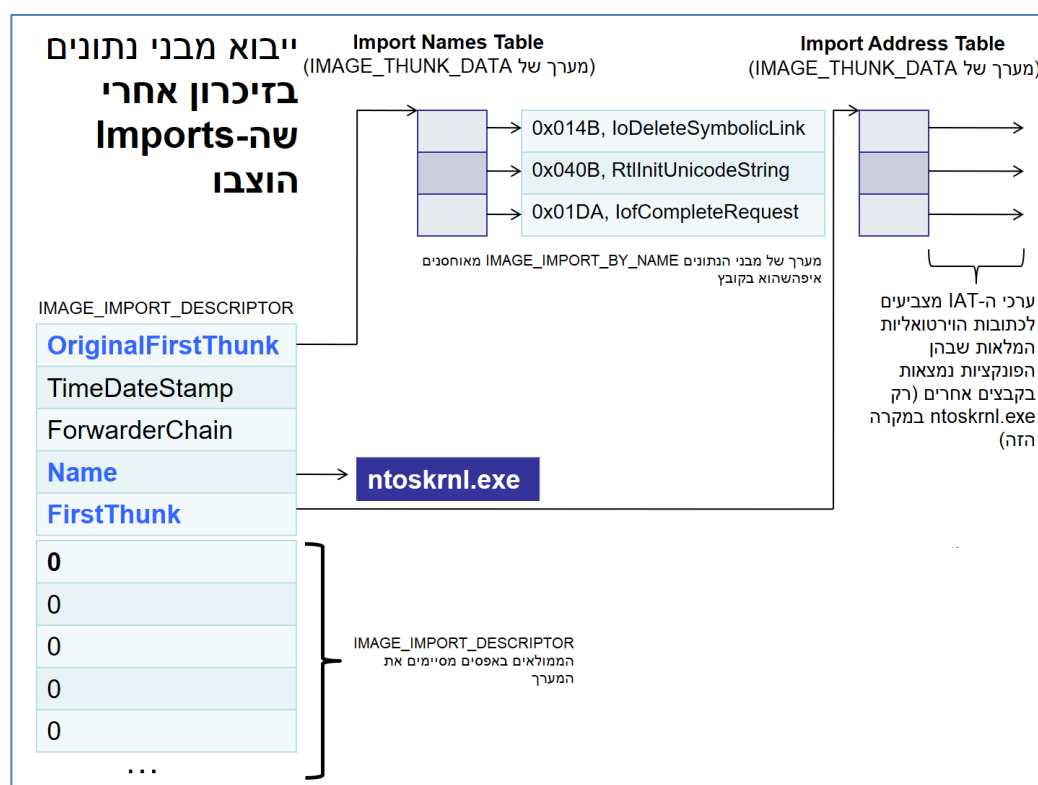 ייבוא מבני נתונים
בזיכרון אחרי
שה-Imports
הוצבו
Import Names Table
(מערך של IMAGE_THUNK_DATA)
Import Address Table
(מערך של IMAGE_THUNK_DATA)
0x014B, IoDeleteSymbolicLink
0x040B, RtlInitUnicodeString
0x01DA, IofCompleteRequest
מערך של מבני הנתונים IMAGE_IMPORT_BY_NAME מאוחסנים
איפהשהוא בקובץ
ערכי ה-IAT מצביעים
לכתובות הוירטואליות
המלאות שבהן
הפונקציות נמצאות
בקבצים אחרים (רק
ntoskrnl.exe במקרה
הזה)
IMAGE_IMPORT_DESCRIPTOR
OriginalFirstThunk
TimeDateStamp
ForwarderChain
Name
FirstThunk
ntoskrnl.exe
0
0
0
0
0
...
IMAGE_IMPORT_DESCRIPTOR
הממולאים באפסים מסיימים את
המערך